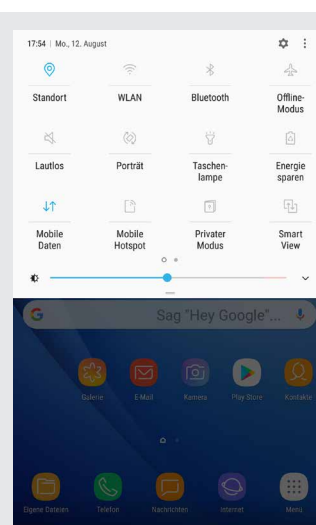 17:54 | Mo., 12. August
Standort WLAN Bluetooth Offline-
Modus
Lautlos Porträt Taschen- Energie
lampe sparen
Mobile Mobile Privater Smart
Daten Hotspot Modus View
G Sag "Hey Google"...
Galerie E-Mail Kamera Play Store Kontakte
Eigene Dateien Telefon Nachrichten Internet Menü